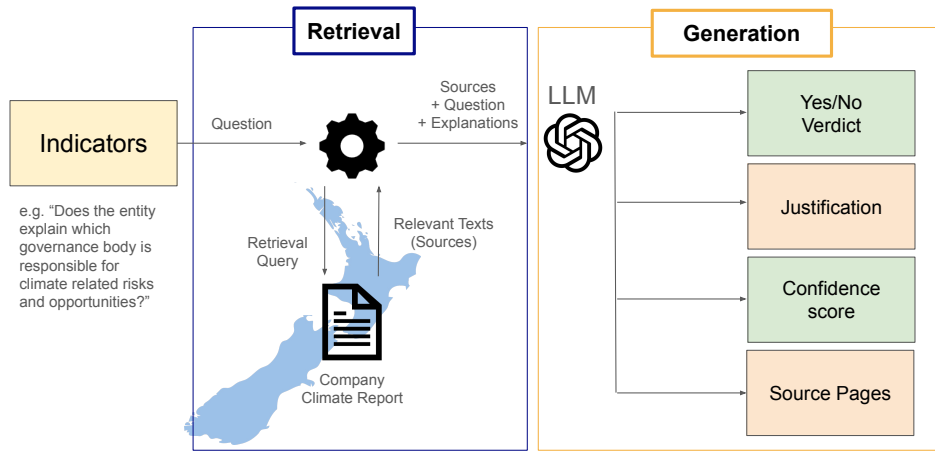 Retrieval
Generation
Indicators
Question
Sources
+ Question
+ Explanations
LLM
Yes/No
Verdict
e.g. “Does the entity
explain which
governance body is
responsible for
climate related risks
and opportunities?”
Retrieval
Query
Relevant Texts
(Sources)
Justification
Company
Climate Report
Confidence
score
Source Pages